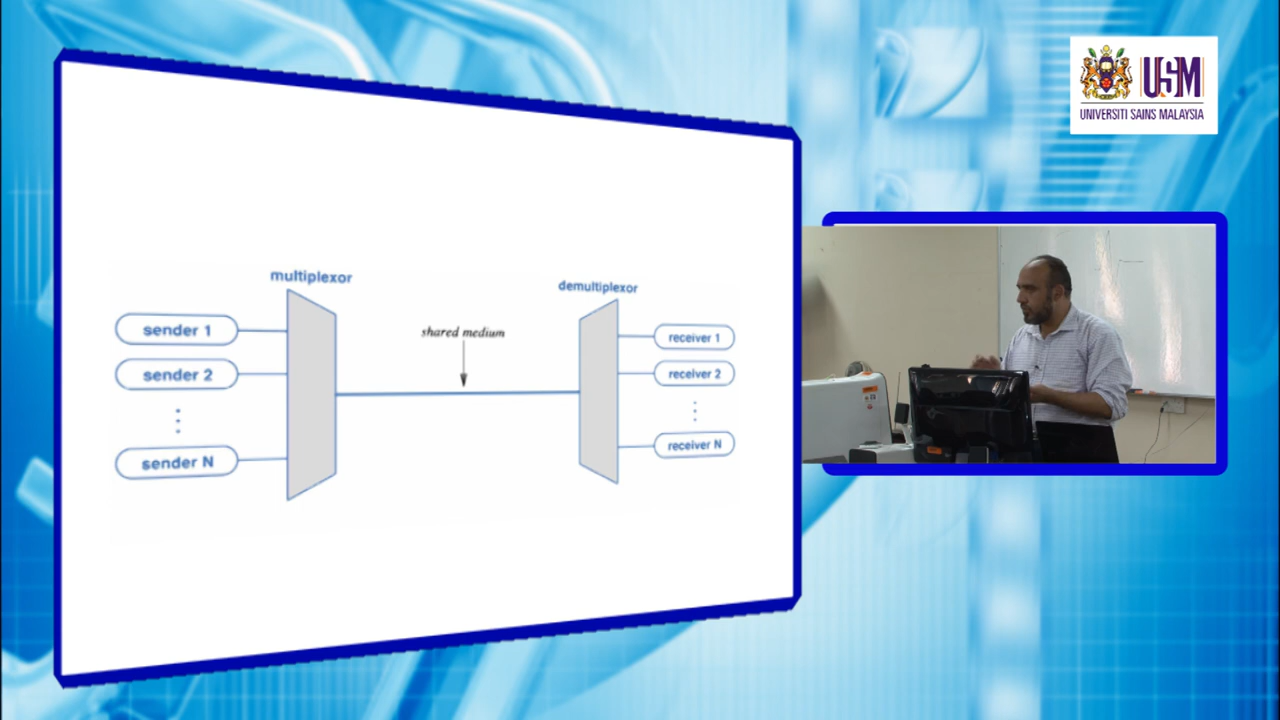 multiplexor
demultiplexor
sender 1
sender 2
sender N
shared medium
receiver 1
receiver 2
receiver N
USM
UNIVERSITI SAINS MALAYSIA